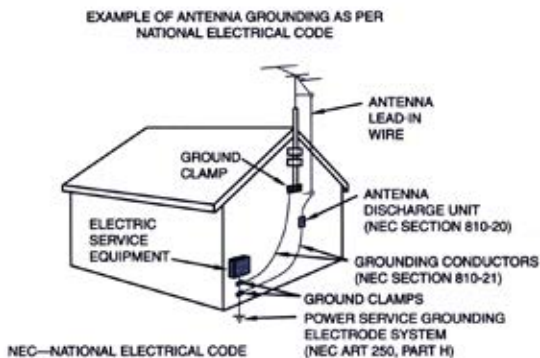 EXAMPLE OF ANTENNA GROUNDING AS PER
NATIONAL ELECTRICAL CODE
ANTENNA
LEAD-IN
WIRE
GROUND
CLAMP
ANTENNA
DISCHARGE UNIT
(NEC SECTION 810-20)
ELECTRIC
SERVICE
EQUIPMENT
GROUNDING CONDUCTORS
(NEC SECTION 810-21)
GROUND CLAMPS
POWER SERVICE GROUNDING
ELECTRODE SYSTEM
(NEC ART 250, PART H)
NEC—NATIONAL ELECTRICAL CODE